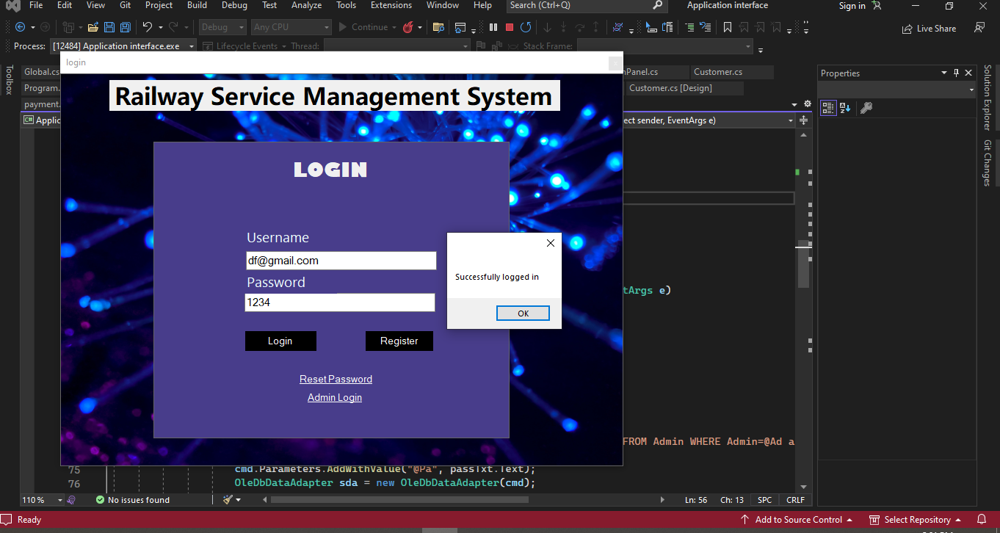 File Edit View Git Project Build Debug Test Analyze Tools Extensions Window Help Search (Ctrl+Q) Application interface Sign in
Debug Any CPU Continue Live Share
Process: [12484] Application interface.exe Lifecycle Events Thread: Stack Frame:
login
Toolbox
Global.cs
nPanel.cs Customer.cs
Program.
Customer.cs [Design]
payment.
C# Applic
ect sender, EventArgs e)
Properties
Solution Explorer
Git Changes
Railway Service Management System
LOGIN
Username
df@gmail.com
Password
1234
Login Register
Reset Password
Admin Login
Successfully logged in
OK
tArgs e)
FROM Admin WHERE Admin=@Ad a
75 cmd.Parameters.AddWithValue("@Pa", passTxt.Text);
76 OleDbDataAdapter sda = new OleDbDataAdapter(cmd);
110 % No issues found Ln: 56 Ch: 13 SPC CRLF
Ready Add to Source Control Select Repository